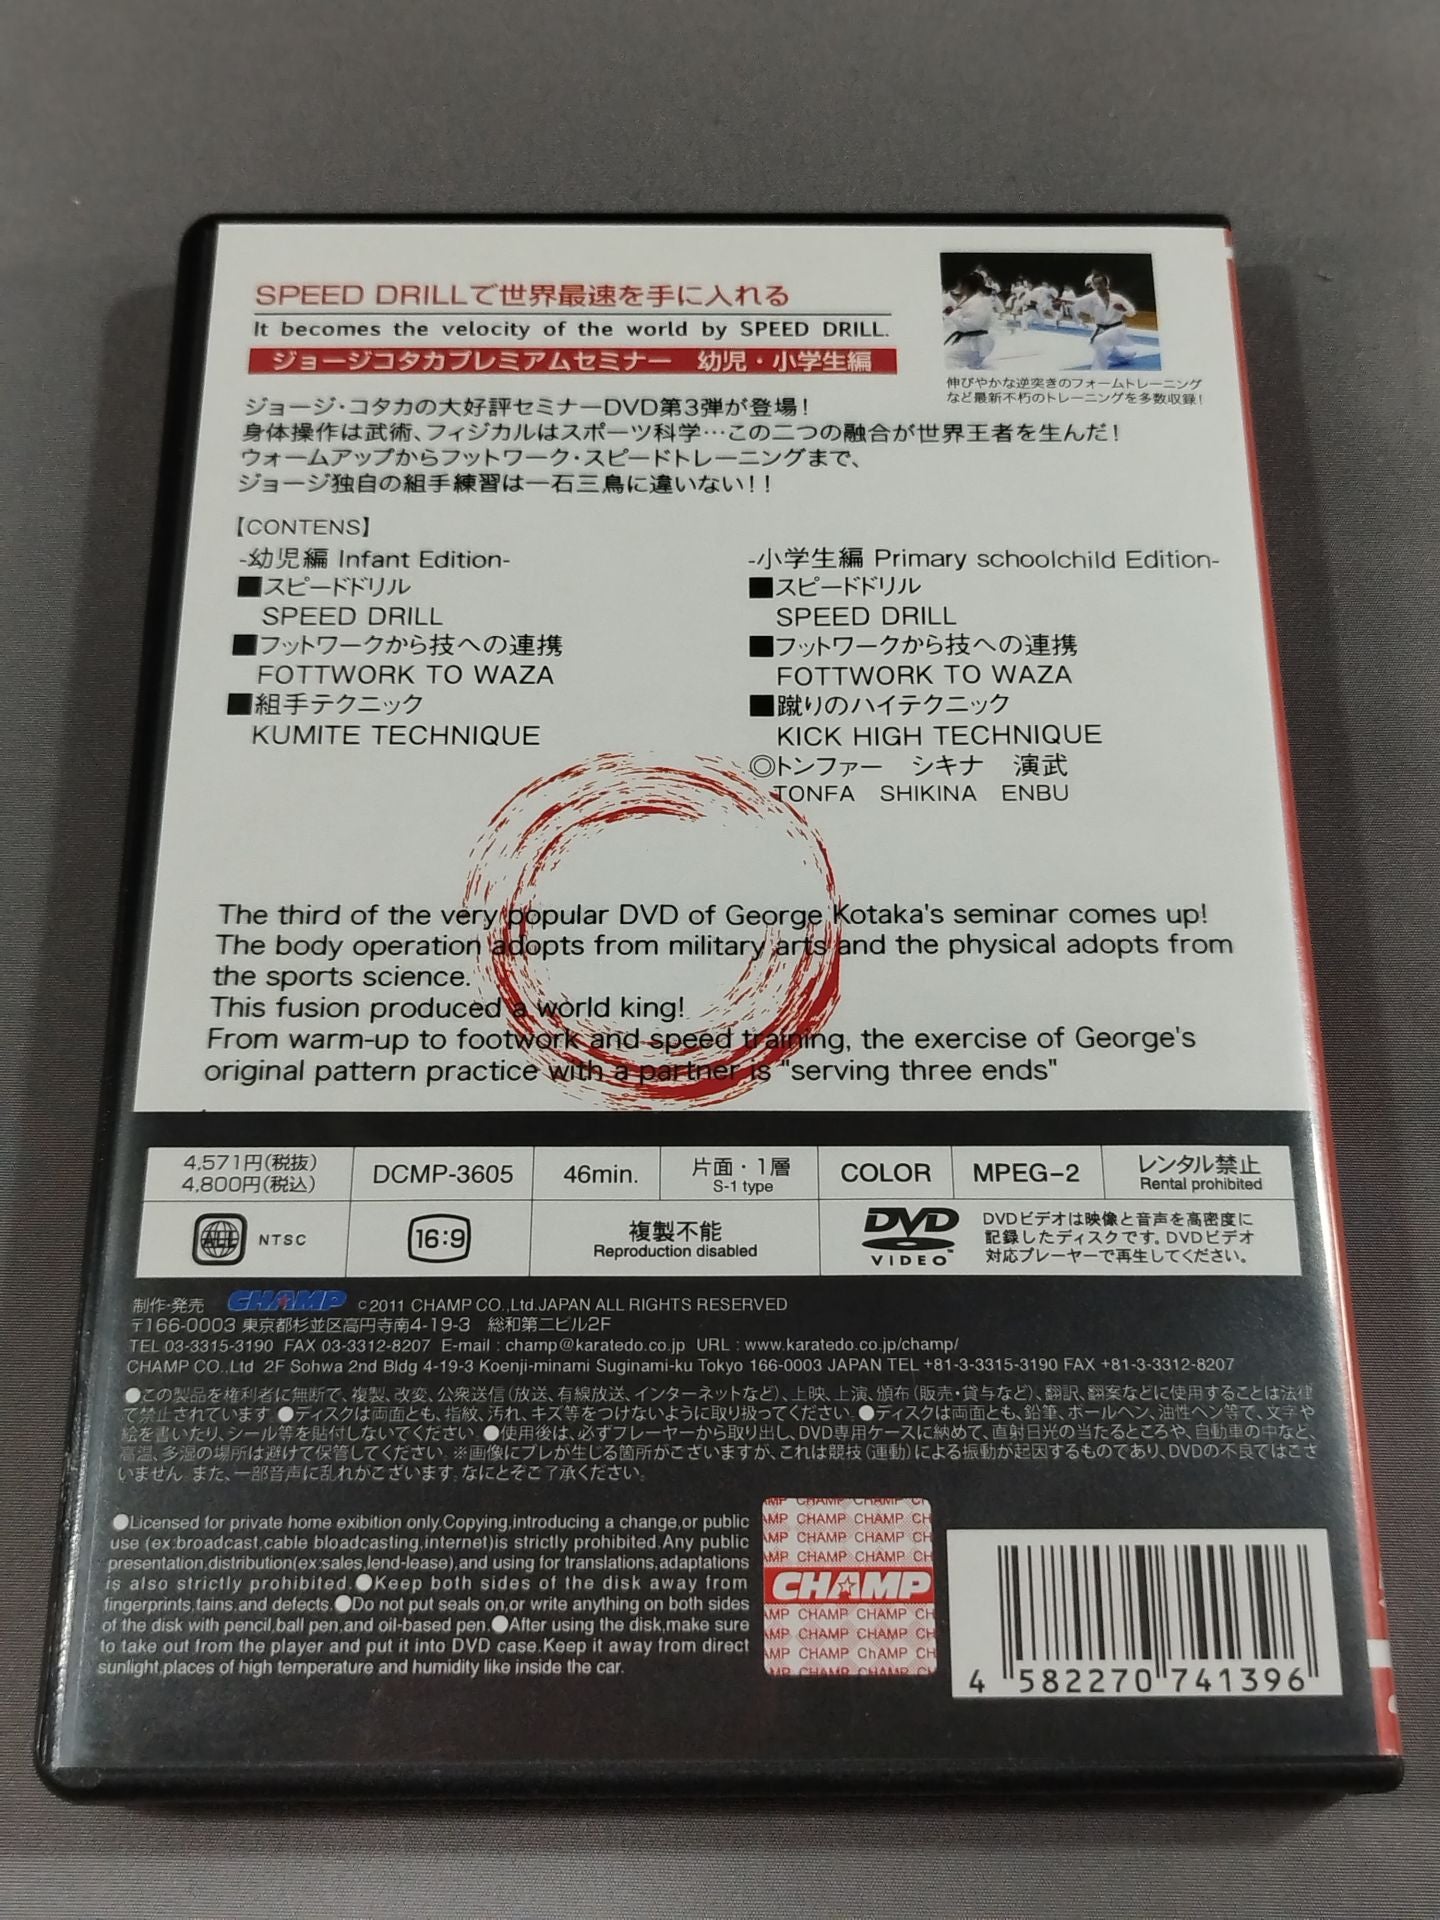 SPEED DRILLで世界最速を手に入れる
It becomes the velocity of the world by SPEED DRILL.
ジョージコタカプレミアムセミナー 幼児・小学生編
伸びやかな逆突きのフォームトレーニング
など最新不朽のトレーニングを多数収録!
ジョージ・コタカの大好評セミナーDVD第3弾が登場!
身体操作は武術、フィジカルはスポーツ科学…この二つの融合が世界王者を生んだ!
ウォームアップからフットワーク・スピードトレーニングまで、
ジョージ独自の組手練習は一石三鳥に違いない!!
【CONTENS】
-幼児編 Infant Edition-
■スピードドリル
SPEED DRILL
■フットワークから技への連携
FOTTWORK TO WAZA
■組手テクニック
KUMITE TECHNIQUE
-小学生編 Primary schoolchild Edition-
■スピードドリル
SPEED DRILL
■フットワークから技への連携
FOTTWORK TO WAZA
■蹴りのハイテクニック
KICK HIGH TECHNIQUE
◎トンファー シキナ 演武
TONFA SHIKINA ENBU
The third of the very popular DVD of George Kotaka's seminar comes up!
The body operation adopts from military arts and the physical adopts from
the sports science.
This fusion produced a world king!
From warm-up to footwork and speed training, the exercise of George's
original pattern practice with a partner is "serving three ends"
4,571円(税抜)
4,800円(税込)
DCMP-3605
46min.
片面・1層
S-1 type
COLOR
MPEG-2
レンタル禁止
Rental prohibited
ALL NTSC
16:9
複製不能
Reproduction disabled
DVD VIDEO
DVDビデオは映像と音声を高密度に
記録したディスクです。DVDビデオ
対応プレーヤーで再生してください。
制作・発売 CHAMP ©2011 CHAMP CO.,Ltd.JAPAN ALL RIGHTS RESERVED
〒166-0003 東京都杉並区高円寺南4-19-3 総和第二ビル2F
TEL 03-3315-3190 FAX 03-3312-8207 E-mail : champ@karatedo.co.jp URL : www.karatedo.co.jp/champ/
CHAMP CO.,Ltd 2F Sohwa 2nd Bldg 4-19-3 Koenji-minami Suginami-ku Tokyo 166-0003 JAPAN TEL +81-3-3315-3190 FAX +81-3-3312-8207
●この製品を権利者に無断で、複製、改変、公衆送信(放送、有線放送、インターネットなど)、上映、上演、頒布(販売・貸与など)、翻訳、翻案などに使用することは法律
で禁止されています。●ディスクは両面とも、指紋、汚れ、キズ等をつけないように取り扱ってください。●ディスクは両面とも、鉛筆、ボールペン、油性ペン等で、文字や
絵を書いたり、シール等を貼付しないてください。●使用後は、必ずプレーヤーから取り出し、DVD専用ケースに納めて、直射日光の当たるところや、自動車の中など、
高温、多湿の場所は避けて保管してください。※画像にブレが生じる箇所がございますが、これは競技(運動)による振動が起因するものであり、DVDの不良ではござ
いません。また、一部音声に乱れがございます。なにとぞご了承ください。
●Licensed for private home exibition only.Copying,introducing a change,or public
use (ex:broadcast,cable bloadcasting,internet)is strictly prohibited.Any public
presentation,distribution(ex:sales,lend-lease),and using for translations,adaptations
is also strictly prohibited.●Keep both sides of the disk away from
fingerprints,tains,and defects.●Do not put seals on,or write anything on both sides
of the disk with pencil,ball pen,and oil-based pen.●After using the disk,make sure
to take out from the player and put it into DVD case.Keep it away from direct
sunlight,places of high temperature and humidity like inside the car.
CHAMP
4 582270 741396